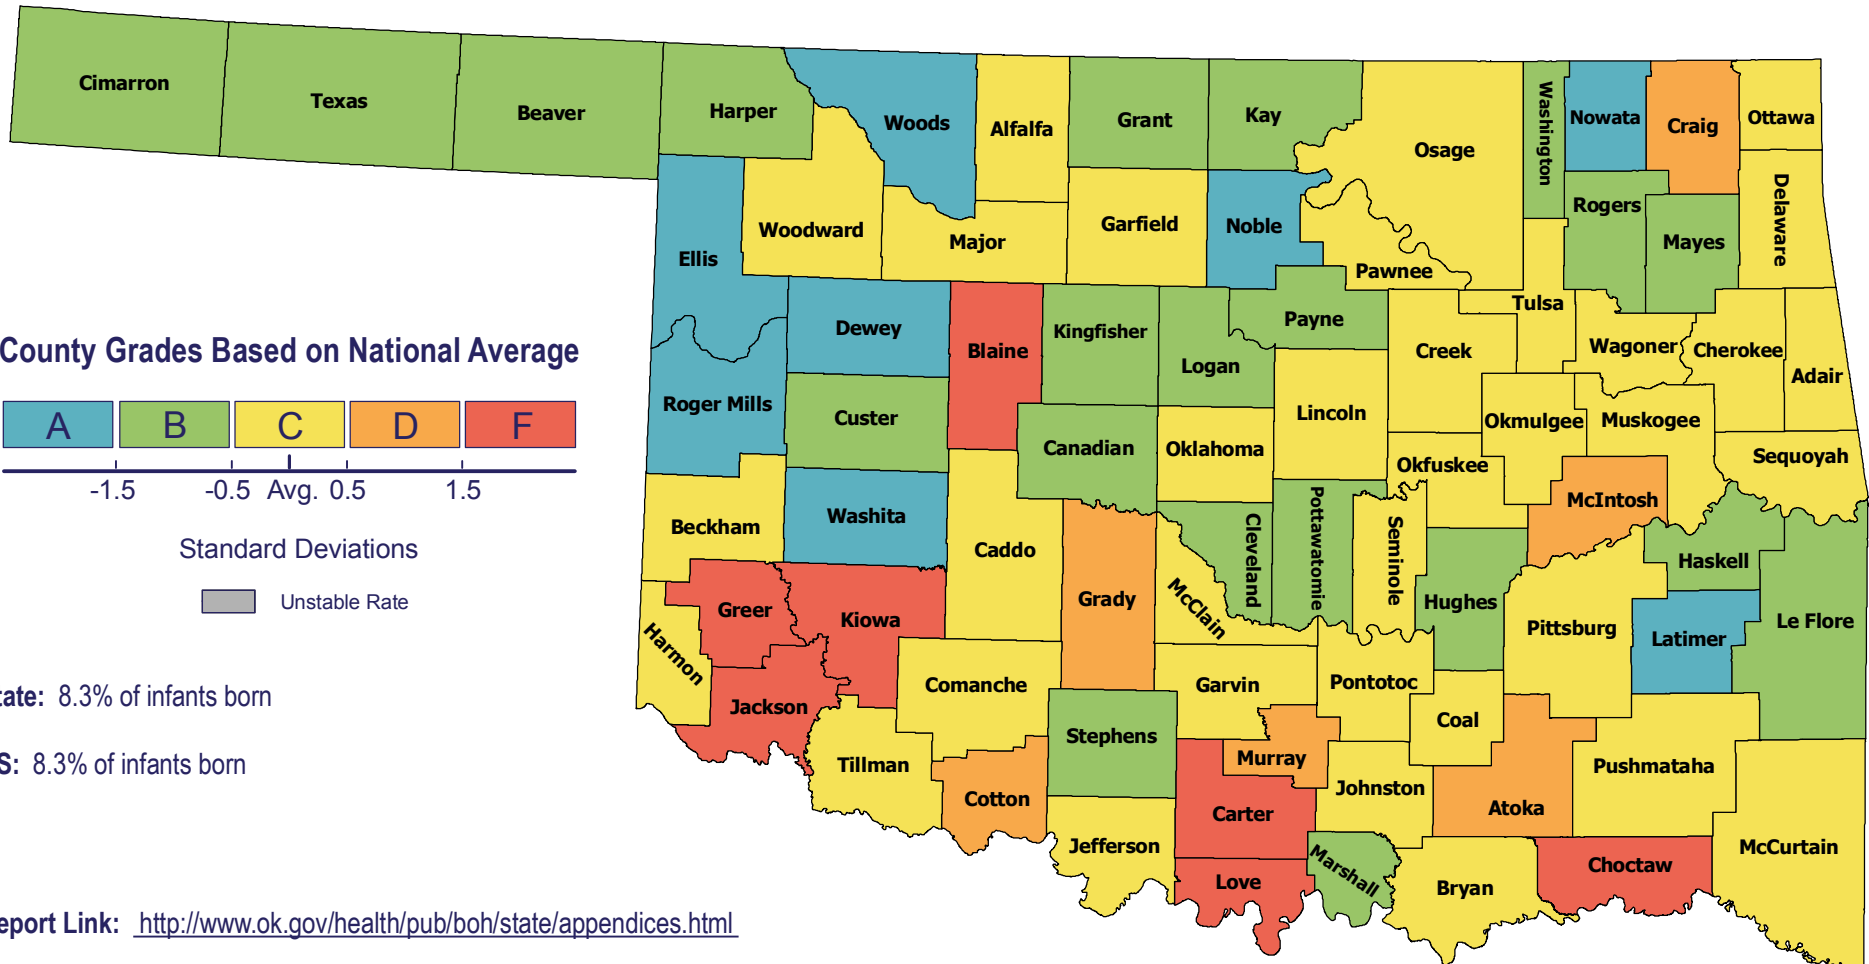 Cimarron
Texas
Beaver
Harper
Woods
Alfalfa
Grant
Kay
Osage
Washington
Nowata
Craig
Ottawa
Delaware
Rogers
Mayes
Ellis
Woodward
Major
Garfield
Noble
Pawnee
Tulsa
Dewey
Blaine
Kingfisher
Logan
Payne
Creek
Wagoner
Cherokee
Adair
Roger Mills
Custer
Canadian
Oklahoma
Lincoln
Okmulgee
Muskogee
Okfuskee
Sequoyah
McIntosh
Beckham
Washita
Caddo
Grady
Cleveland
Pottawatomie
Seminole
Hughes
Haskell
McClain
Pittsburg
Latimer
Le Flore
Greer
Kiowa
Harmon
Jackson
Comanche
Garvin
Pontotoc
Coal
Stephens
Murray
Tillman
Cotton
Carter
Johnston
Atoka
Pushmataha
Jefferson
Love
Marshall
Bryan
Choctaw
McCurtain
County Grades Based on National Average
A B C D F
-1.5 -0.5 Avg. 0.5 1.5
Standard Deviations
Unstable Rate
ate: 8.3% of infants born
S: 8.3% of infants born
eport Link: http://www.ok.gov/health/pub/boh/state/appendices.html